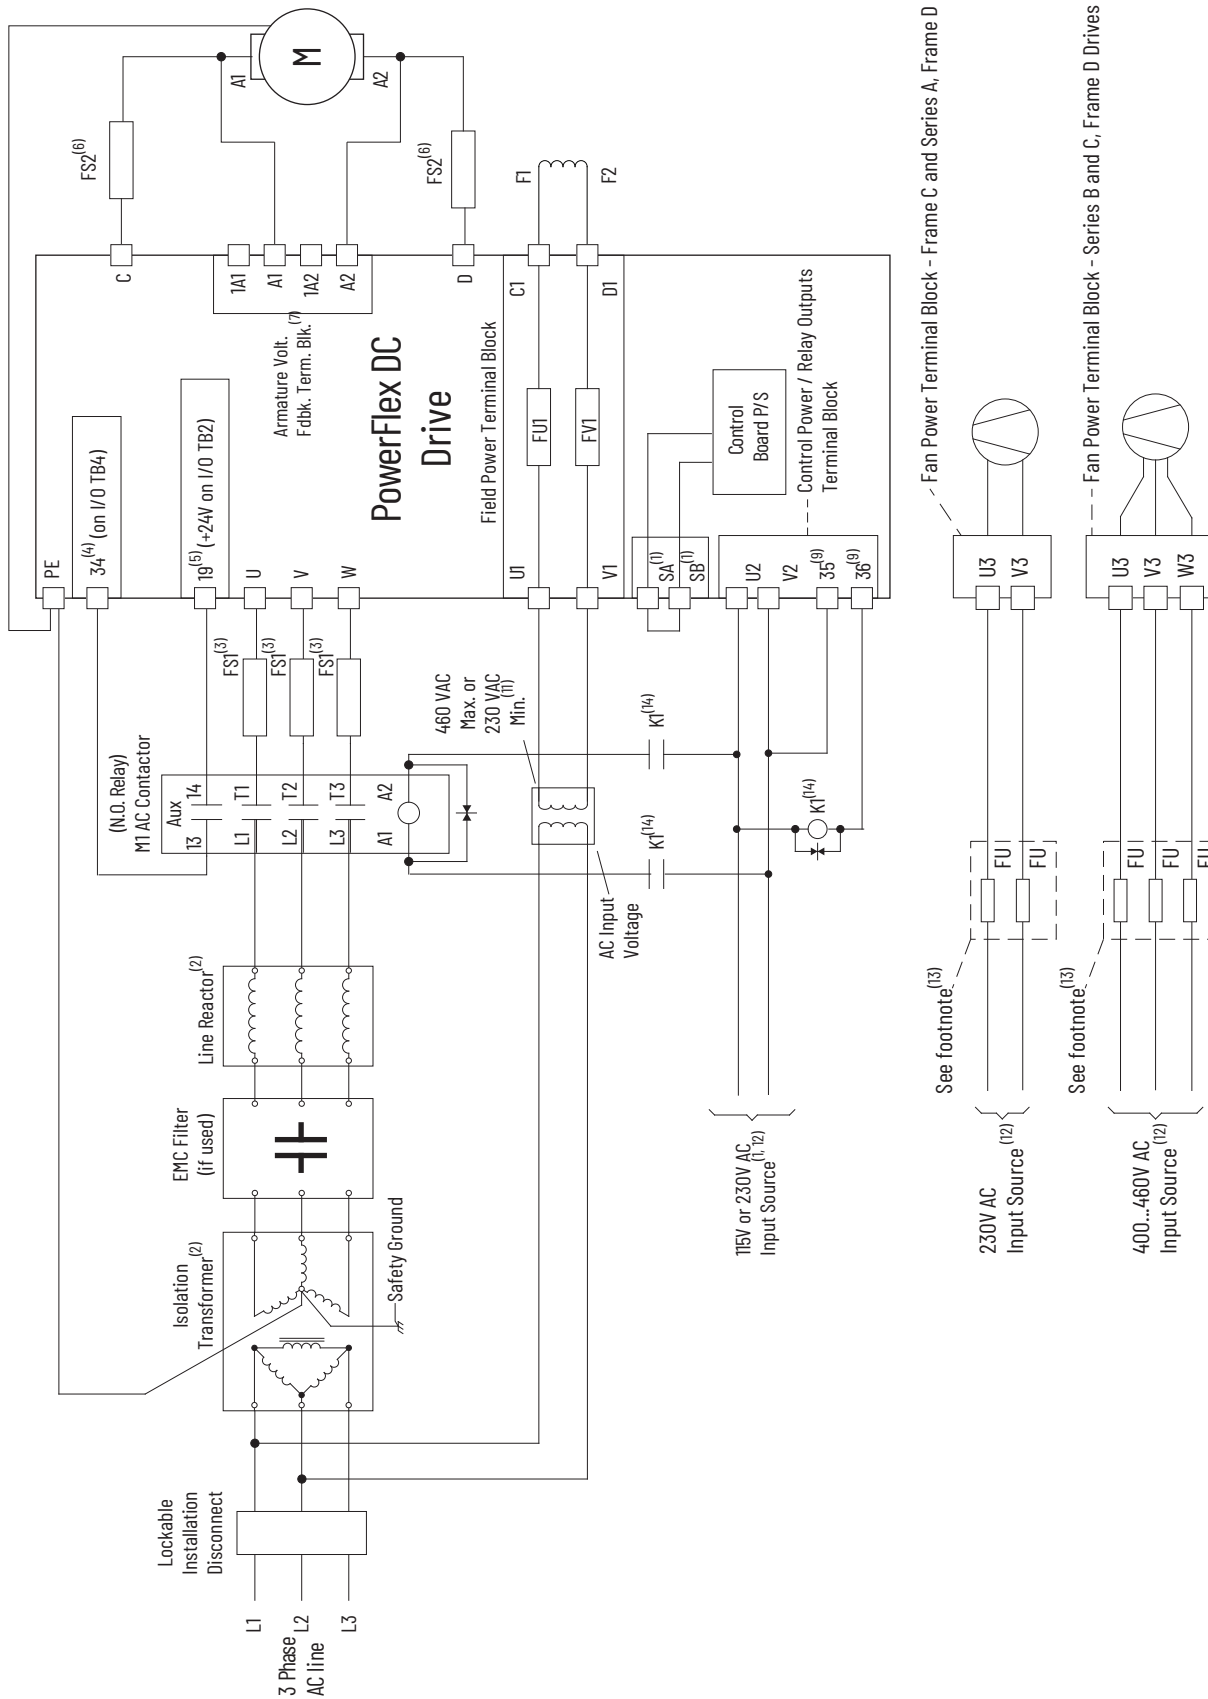 3 Phase
AC line
L1
L2
L3
Lockable
Installation
Disconnect
Isolation
Transformer(2)
Safety Ground
EMC Filter
(if used)
Line Reactor(2)
(N.O. Relay)
M1 AC Contactor
Aux
13
14
L1
T1
L2
T2
L3
T3
A1
A2
FS1(3)
FS1(3)
FS1(3)
PE
34(4) (on I/O TB4)
19(5) (+24V on I/O TB2)
U
V
W
PowerFlex DC
Drive
Armature Volt.
Fdbk. Term. Blk.(7)
C
1A1
A1
1A2
A2
D
FS2(6)
FS2(6)
A1
M
A2
AC Input
Voltage
460 VAC
Max. or
230 VAC(11)
Min.
Field Power Terminal Block
U1
V1
FU1
FV1
C1
D1
F1
F2
K1(14)
K1(14)
K1(14)
SA(1)
SB(1)
Control
Board P/S
U2
V2
35(9)
36(9)
Control Power / Relay Outputs
Terminal Block
115V or 230V AC
Input Source(1, 12)
230V AC
Input Source(12)
See footnote(13)
FU
FU
U3
V3
Fan Power Terminal Block - Frame C and Series A, Frame D
400...460V AC
Input Source(12)
See footnote(13)
FU
FU
FU
U3
V3
W3
Fan Power Terminal Block - Series B and C, Frame D Drives